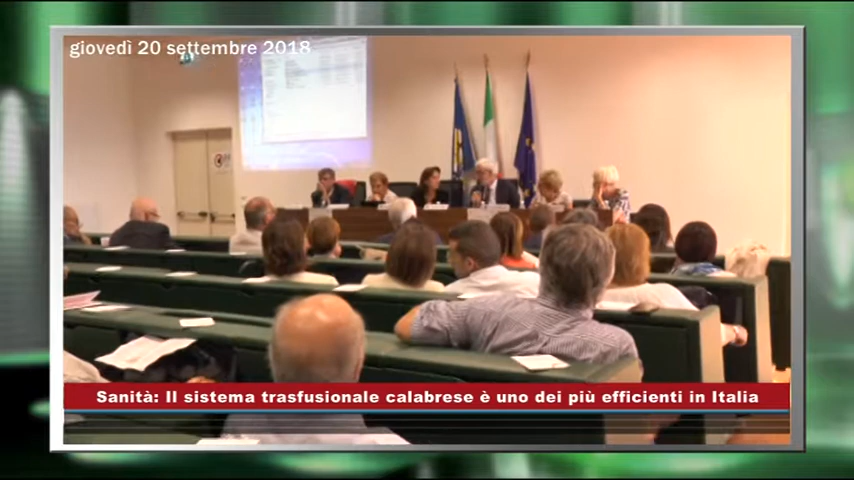 giovedì 20 settembre 2018
Sanità: Il sistema trasfusionale calabrese è uno dei più efficienti in Italia